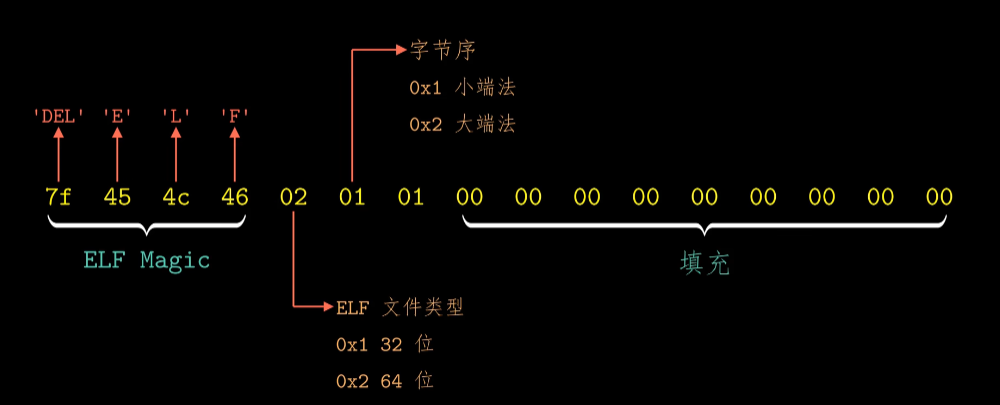 字节序
0x1 小端法
0x2 大端法
'DEL' 'E' 'L' 'F'
7f 45 4c 46 02 01 01 00 00 00 00 00 00 00 00 00
ELF Magic
填充
ELF 文件类型
0x1 32 位
0x2 64 位